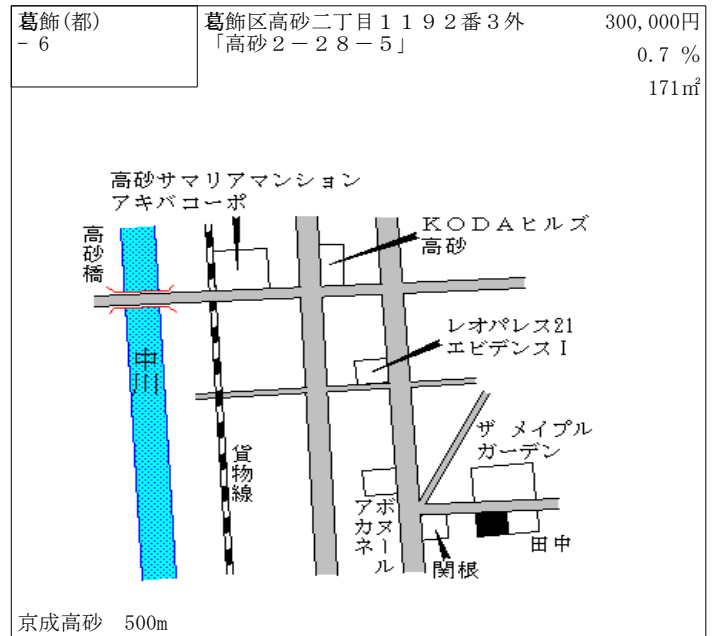 葛飾(都)
- 6
葛飾区高砂二丁目１１９２番３外
「高砂２－２８－５」
300,000円
0.7 %
171㎡
高砂サマリアマンション
アキバコーポ
高砂橋
KODAヒルズ
高砂
レオパレス21
エビデンスⅠ
中川
貨物線
ザ メイプル
ガーデン
ボヌール
アカネ
関根
田中
京成高砂　500m